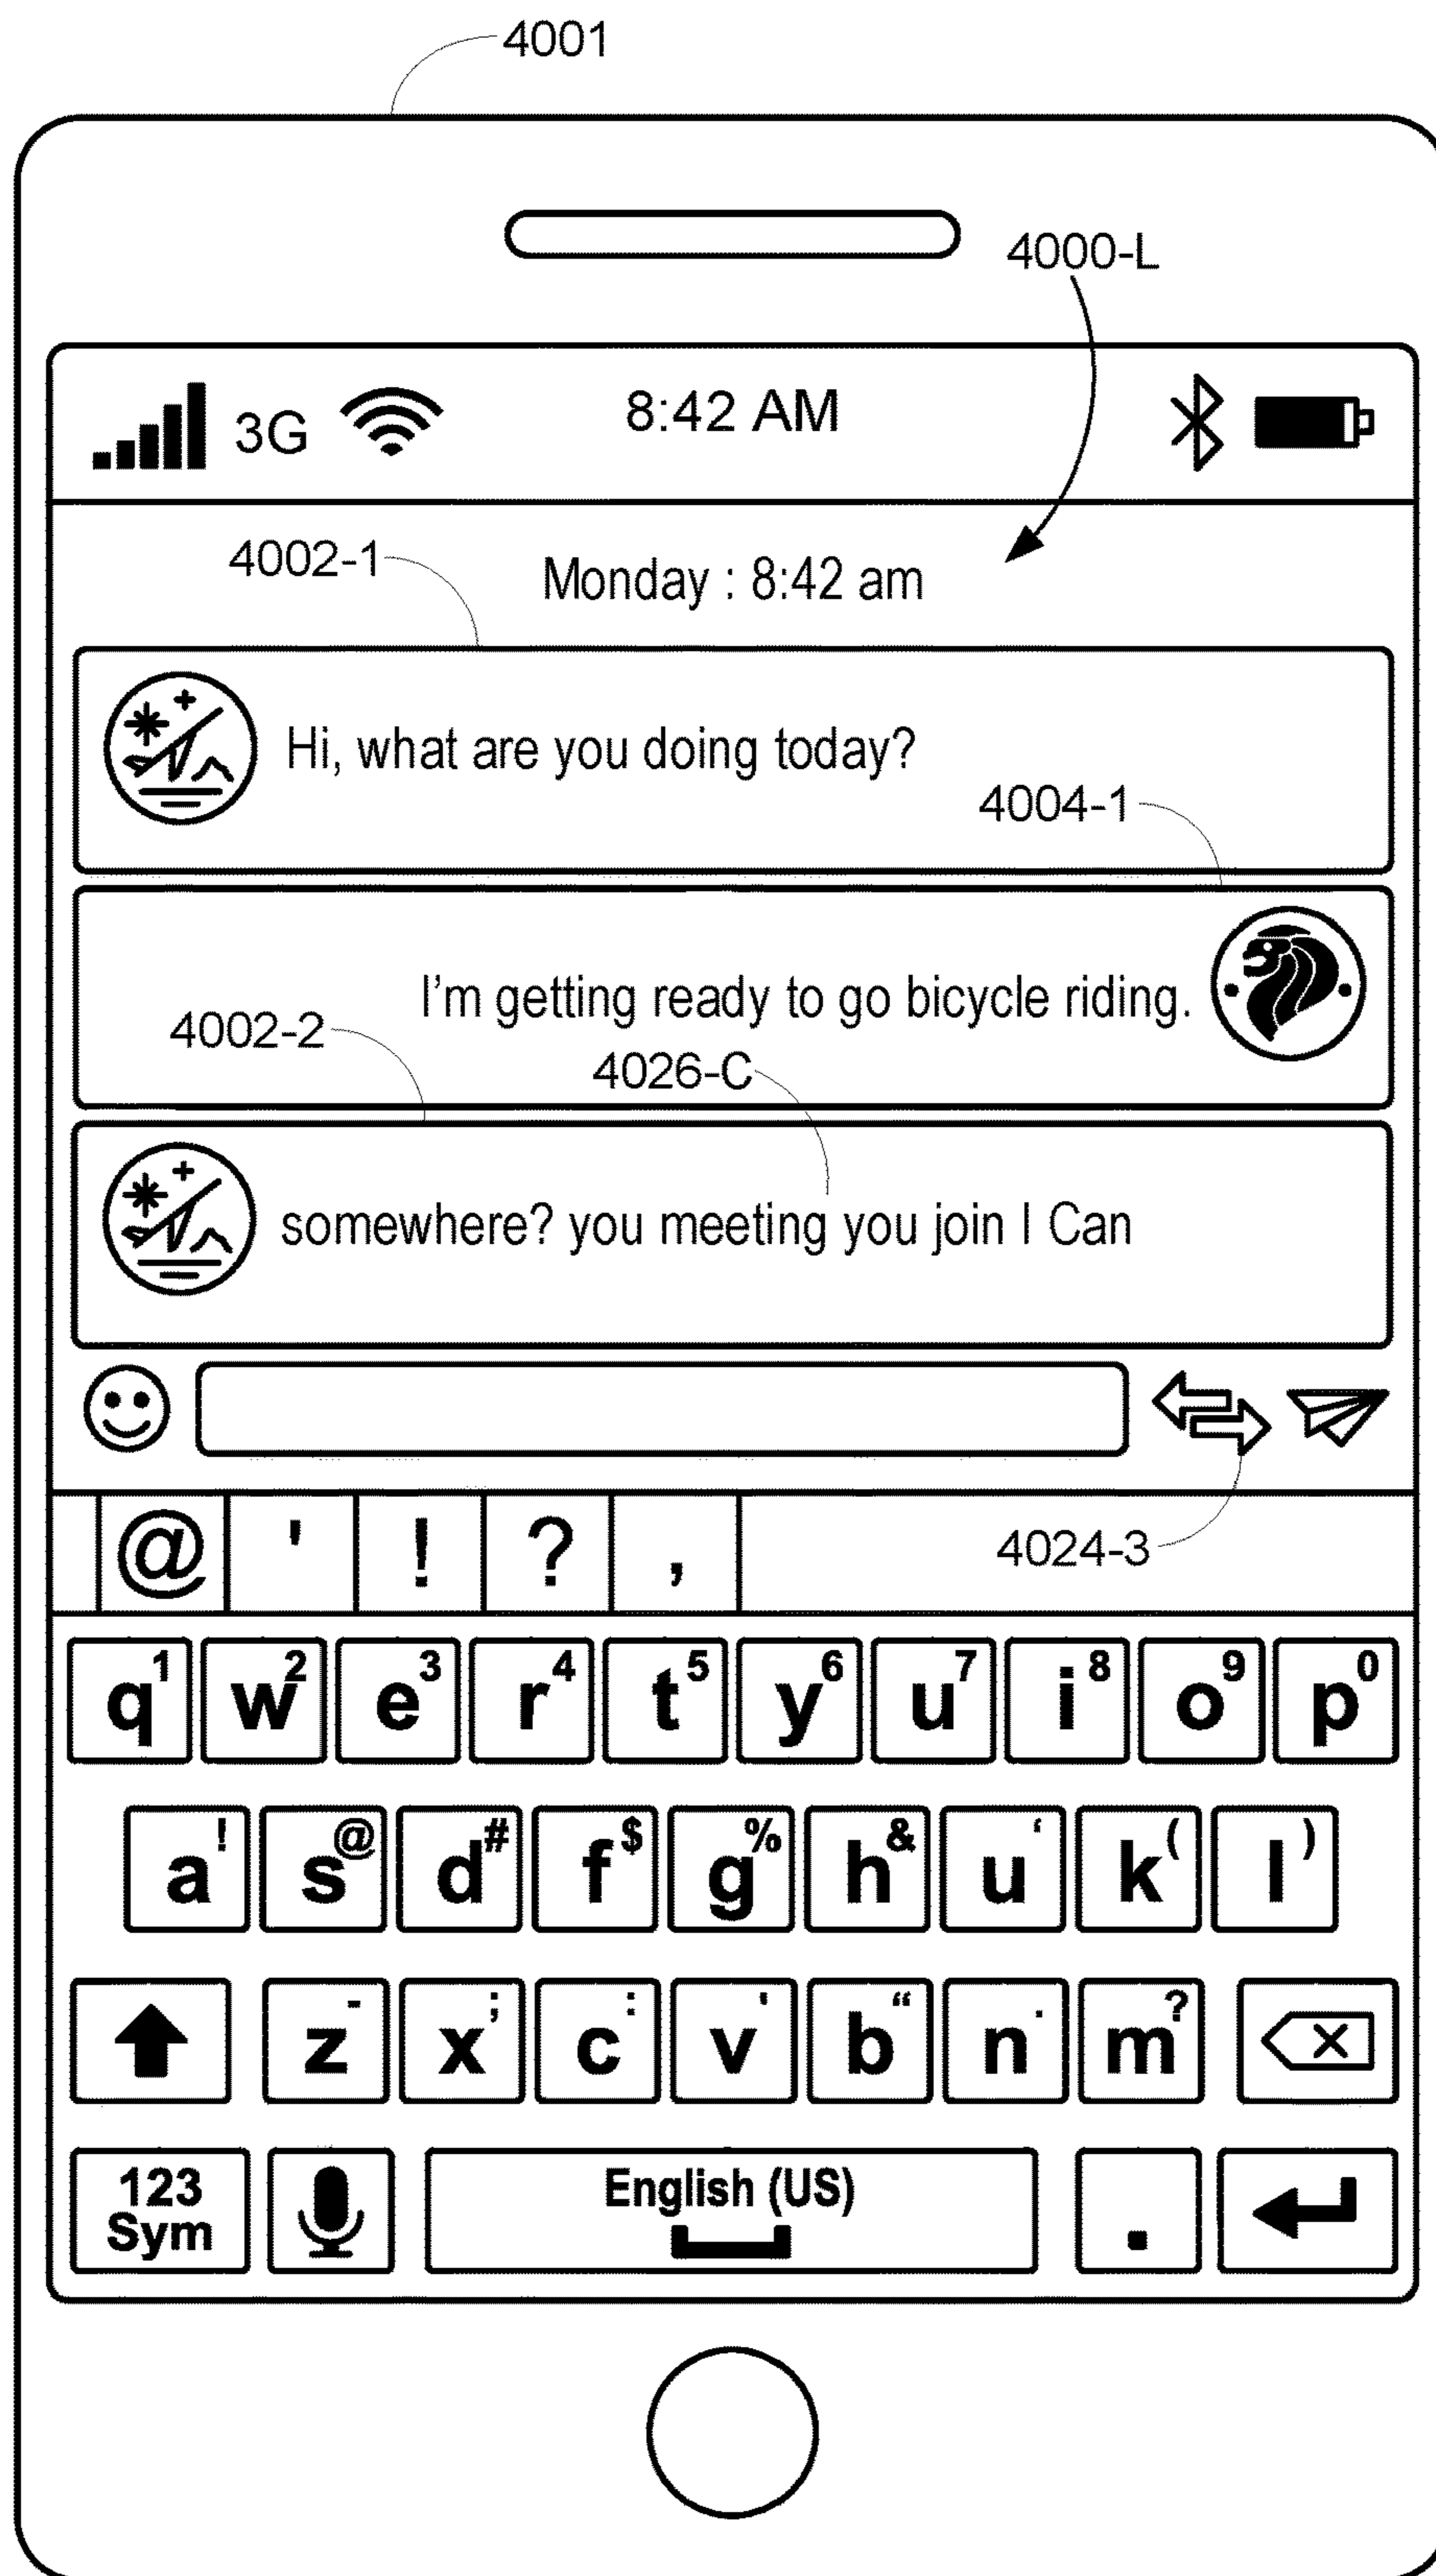 4001
4000-L
3G 8:42 AM
4002-1
Monday : 8:42 am
Hi, what are you doing today?
4004-1
I'm getting ready to go bicycle riding.
4002-2
4026-C
somewhere? you meeting you join I Can
@ ' ! ? ,
4024-3
q1 w2 e3 r4 t5 y6 u7 i8 o9 p0
a! s@ d# f$ g% h& u‘ k( l)
z- x; c: v' b“ n. m?
123 Sym English (US) .